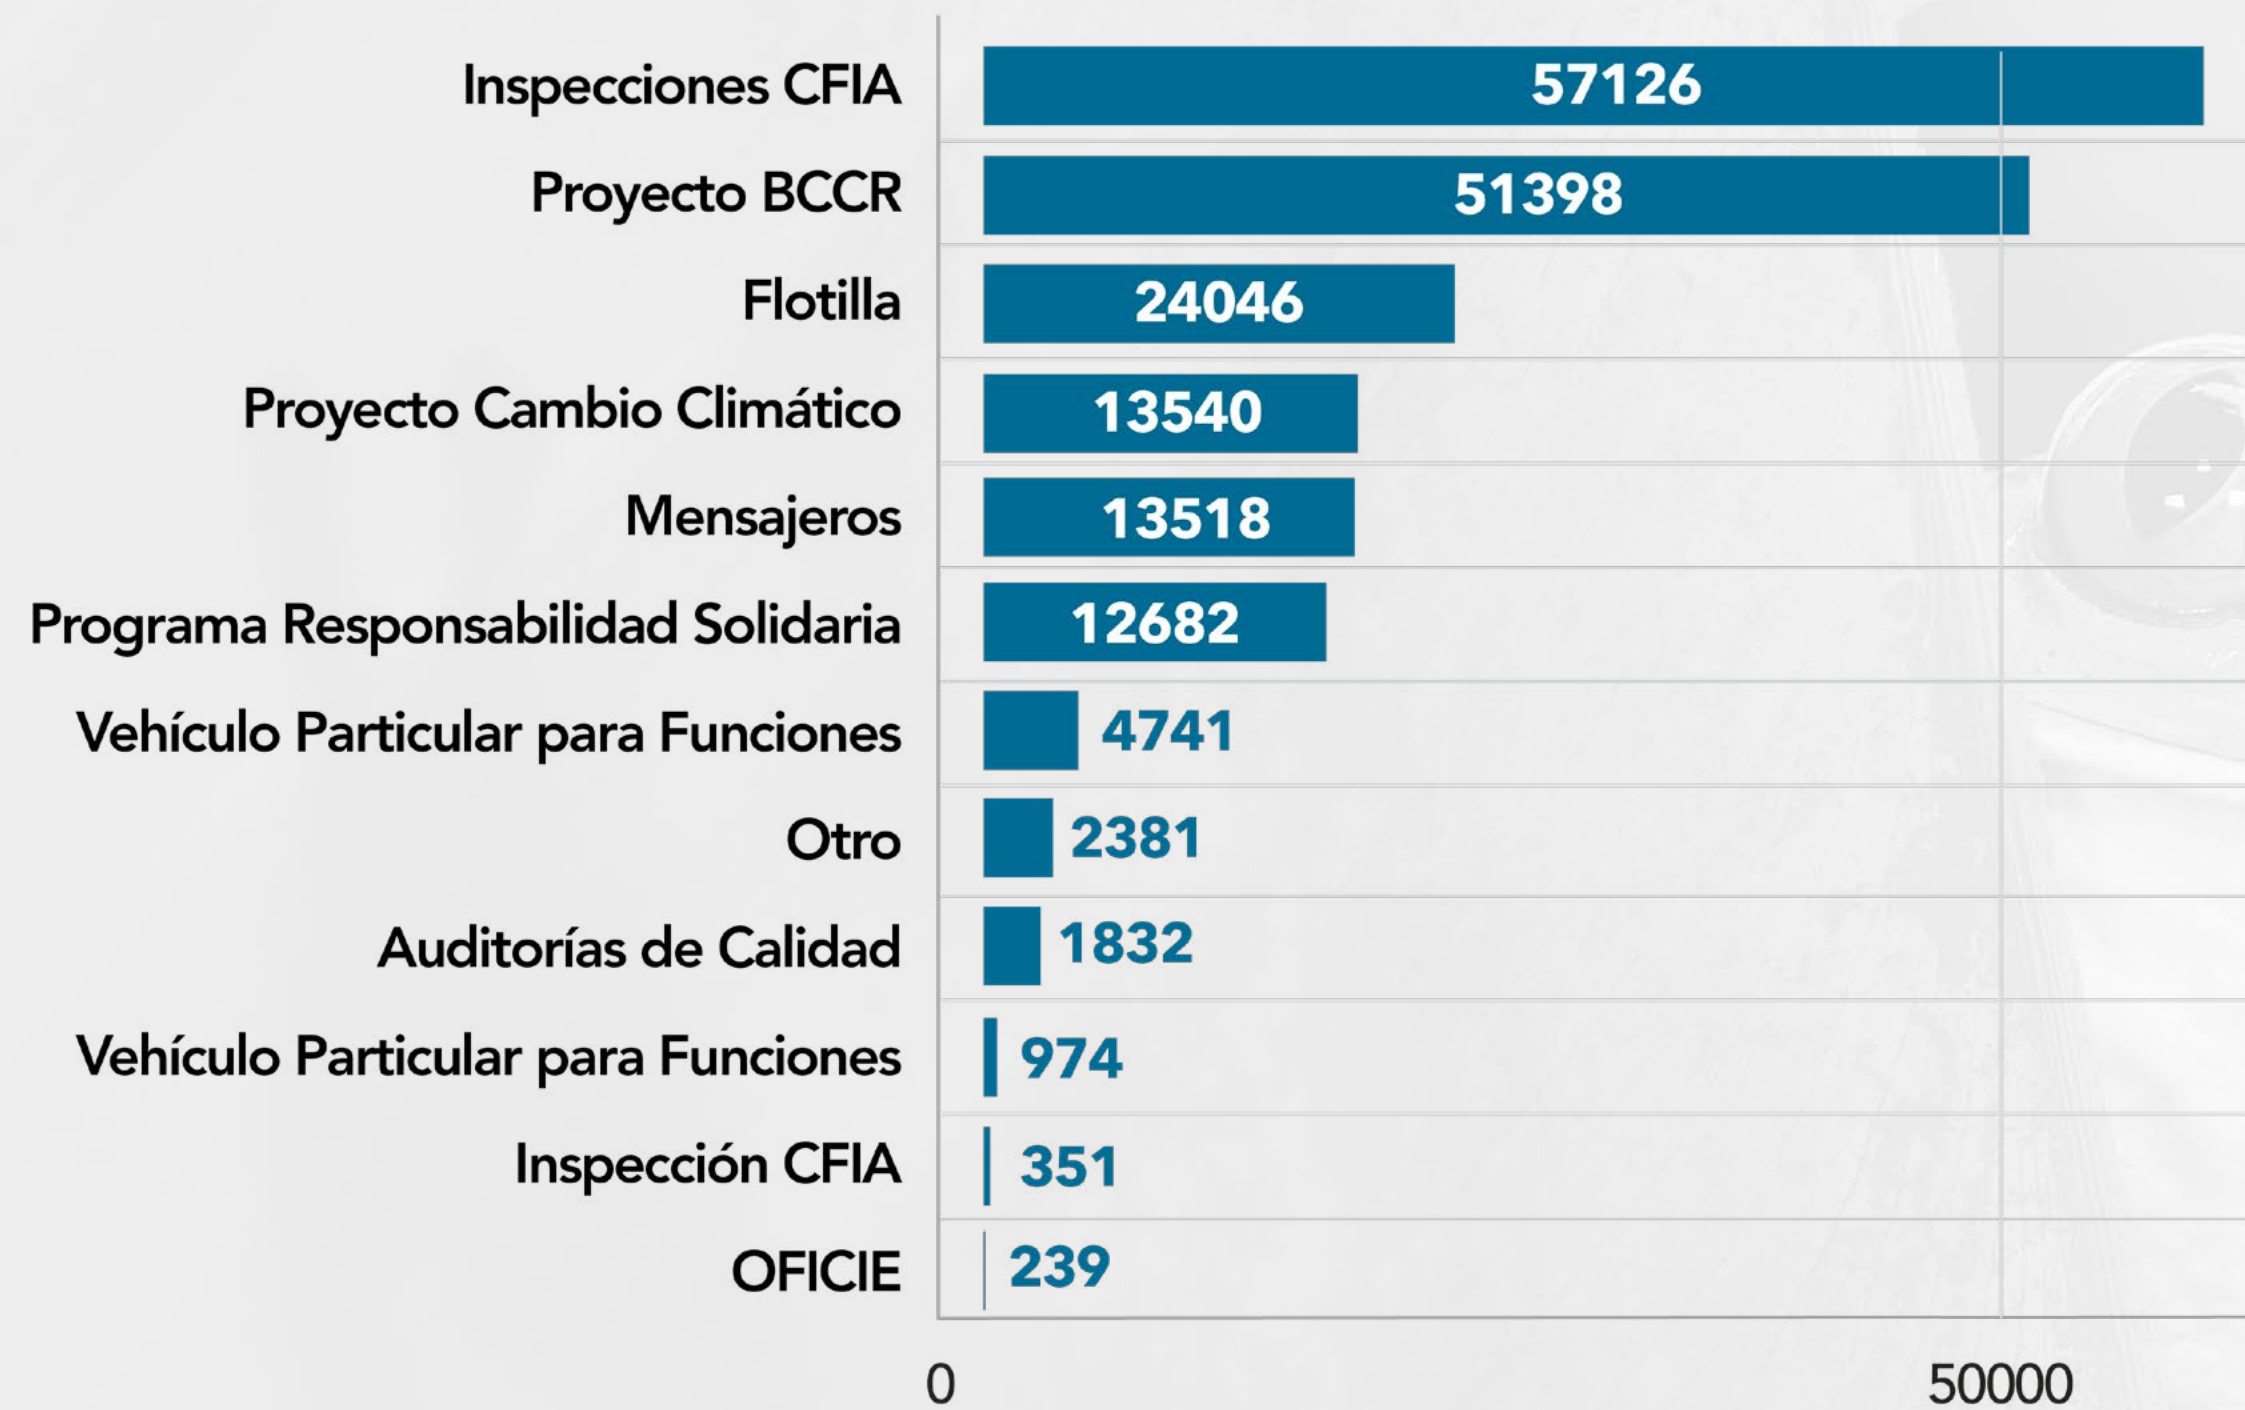 Inspecciones CFIA 57126
Proyecto BCCR 51398
Flotilla 24046
Proyecto Cambio Climático 13540
Mensajeros 13518
Programa Responsabilidad Solidaria 12682
Vehículo Particular para Funciones 4741
Otro 2381
Auditorías de Calidad 1832
Vehículo Particular para Funciones 974
Inspección CFIA 351
OFICIE 239
0 50000